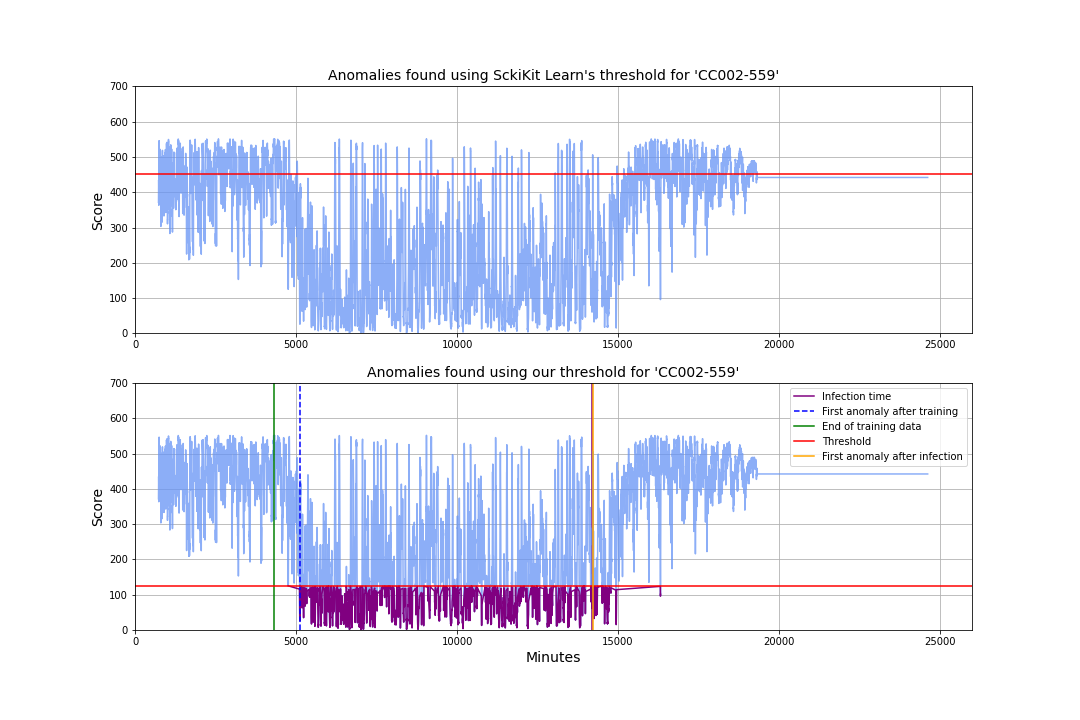 Anomalies found using SckiKit Learn's threshold for 'CC002-559'
700
600
500
400
300
200
100
0
Score
0 5000 10000 15000 20000 25000
Anomalies found using our threshold for 'CC002-559'
700
600
500
400
300
200
100
0
Score
Infection time
First anomaly after training
End of training data
Threshold
First anomaly after infection
0 5000 10000 15000 20000 25000
Minutes